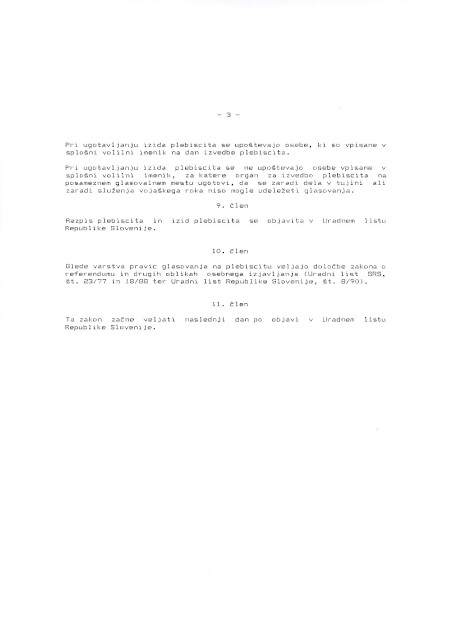 - 3 -
Pri ugotavljanju izida plebiscita se upoštevajo osebe, ki so vpisane v
splošni volilni imenik na dan izvedbe plebiscita.
Pri ugotavljanju izida plebiscita se ne upoštevajo osebe vpisane v
splošni volilni imenik, za katere organ za izvedbo plebiscita na
posameznem glasovalnem mestu ugotovi, da se zaradi dela v tujini ali
zaradi služenja vojaškega roka niso mogle udeležeti glasovanja.
9. člen
Razpis plebiscita in izid plebiscita se objavita v Uradnem listu
Republike Slovenije.
10. člen
Glede varstva pravic glasovanja na plebiscitu veljajo določbe zakona o
referendumu in drugih oblikah osebnega izjavljanja (Uradni list SRS,
št. 23/77 in 18/88 ter Uradni list Republike Slovenije, št. 8/90).
11. člen
Ta zakon začne veljati naslednji dan po objavi v Uradnem listu
Republike Slovenije.